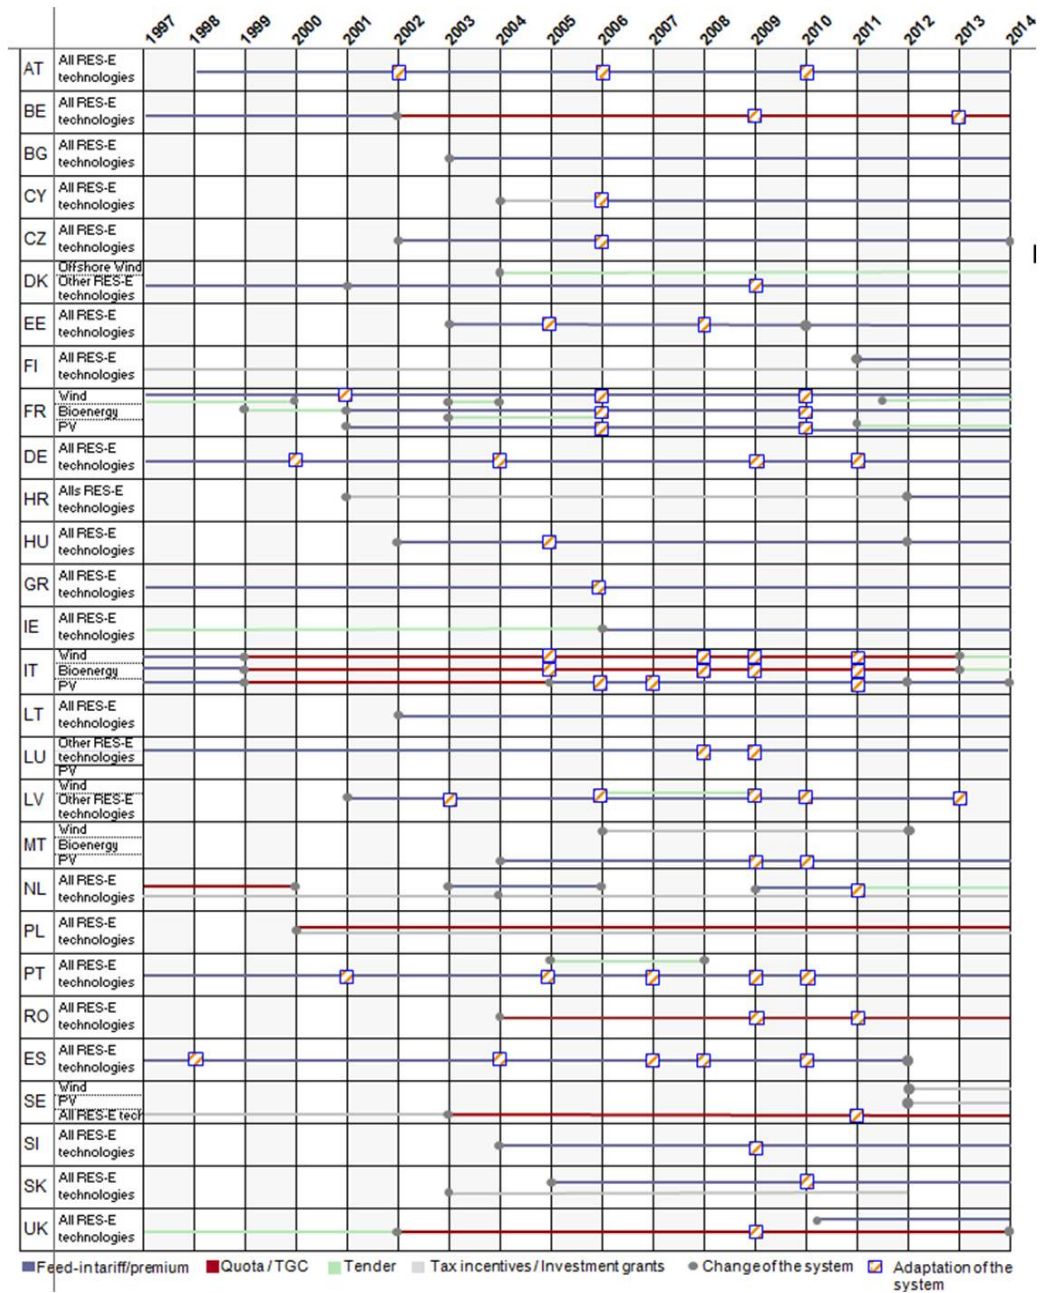 1997 1998 1999 2000 2001 2002 2003 2004 2005 2006 2007 2008 2009 2010 2011 2012 2013 2014
AT All RES-E
technologies
BE All RES-E
technologies
BG All RES-E
technologies
CY All RES-E
technologies
CZ All RES-E
technologies
Offshore Wind
DK Other RES-E
technologies
EE All RES-E
technologies
FI All RES-E
technologies
Wind
FR Bioenergy
PV
DE All RES-E
technologies
HR Alls RES-E
technologies
HU All RES-E
technologies
GR All RES-E
technologies
IE All RES-E
technologies
Wind
IT Bioenergy
PV
LT All RES-E
technologies
Other RES-E
LU technologies
PV
Wind
LV Other RES-E
technologies
Wind
MT Bioenergy
PV
NL All RES-E
technologies
PL All RES-E
technologies
PT All RES-E
technologies
RO All RES-E
technologies
ES All RES-E
technologies
Wind
SE PV
All RES-E tech
SI All RES-E
technologies
SK All RES-E
technologies
UK All RES-E
technologies
Feed-in tariff/premium Quota / TGC Tender Tax incentives / Investment grants Change of the system Adaptation of the
system